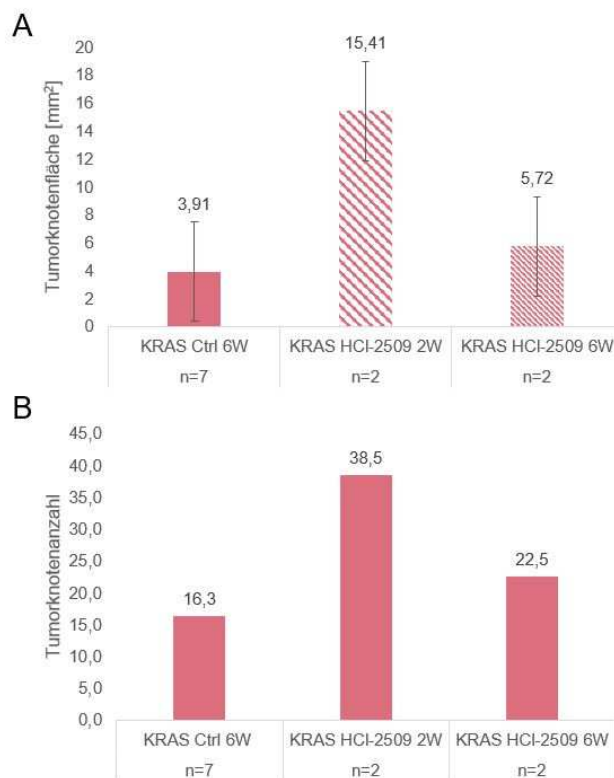 A
Tumorknotenfläche [mm²]
20
18
16
14
12
10
8
6
4
2
0
3,91
15,41
5,72
KRAS Ctrl 6W
KRAS HCI-2509 2W
KRAS HCI-2509 6W
n=7
n=2
n=2
B
Tumorknotenanzahl
45,0
40,0
35,0
30,0
25,0
20,0
15,0
10,0
5,0
0,0
16,3
38,5
22,5
KRAS Ctrl 6W
KRAS HCI-2509 2W
KRAS HCI-2509 6W
n=7
n=2
n=2